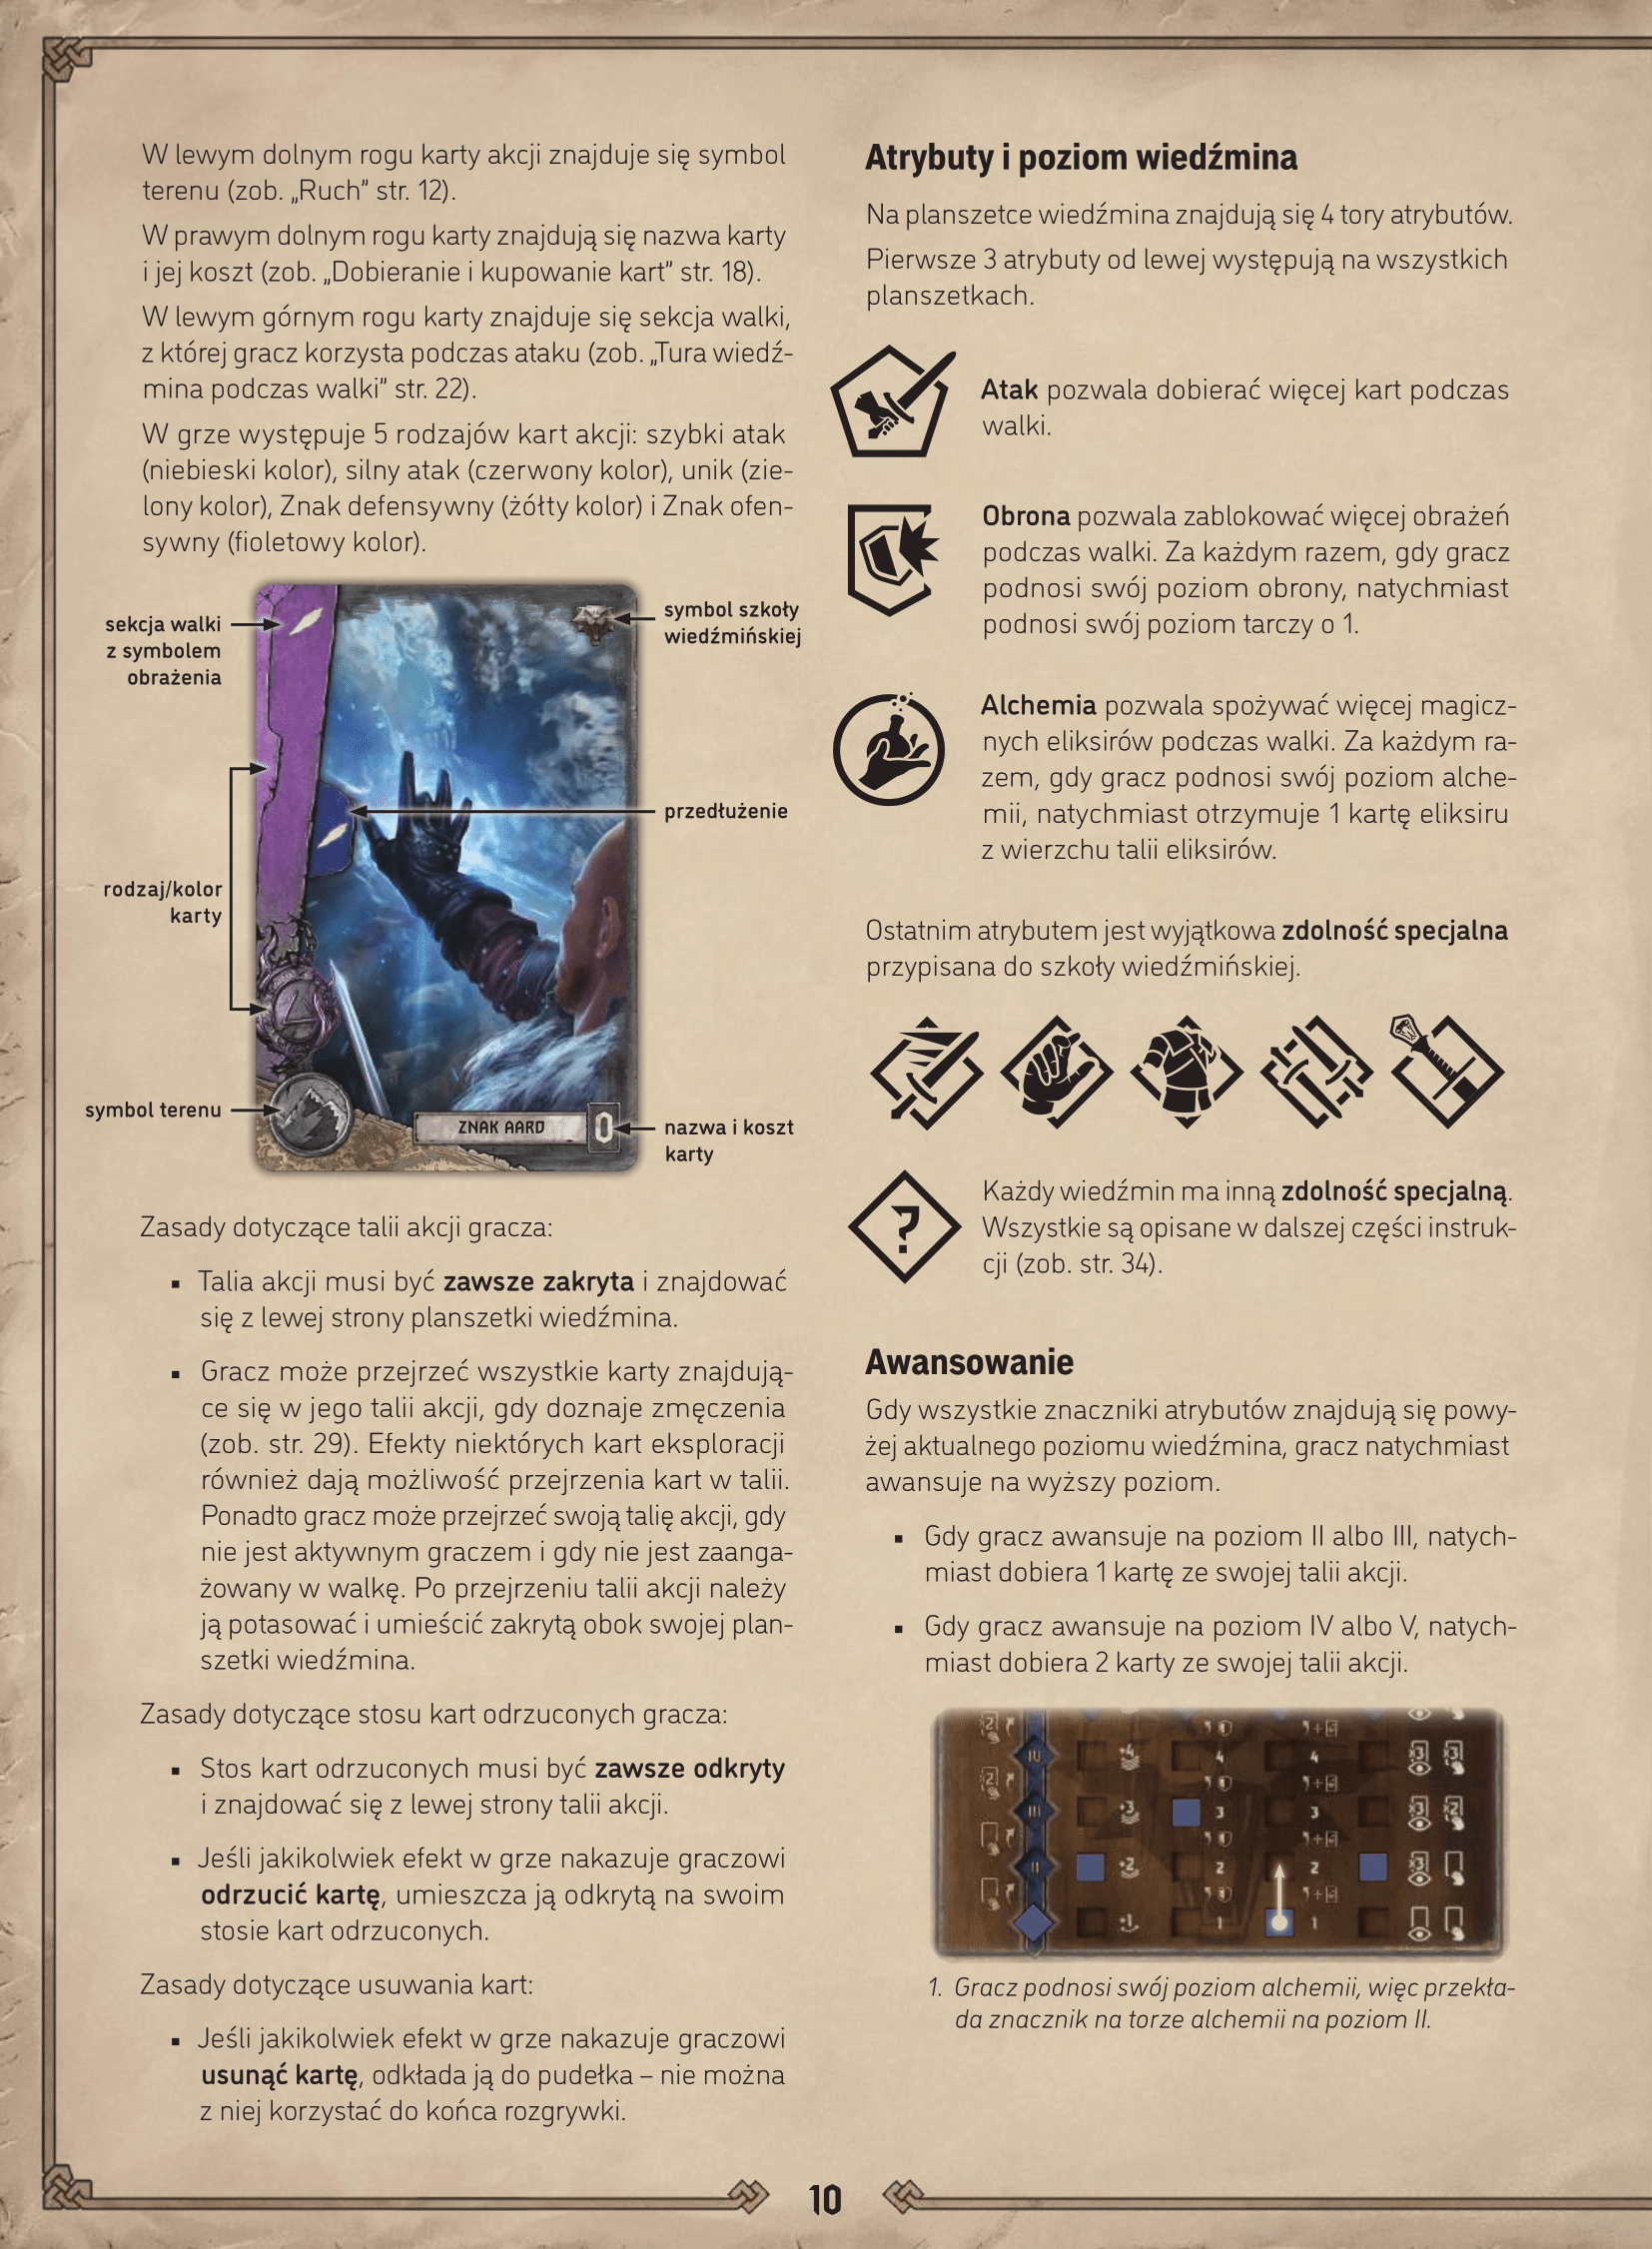 W lewym dolnym rogu karty akcji znajduje się symbol
terenu (zob. „Ruch” str. 12).
W prawym dolnym rogu karty znajdują się nazwa karty
i jej koszt (zob. „Dobieranie i kupowanie kart” str. 18).
W lewym górnym rogu karty znajduje się sekcja walki,
z której gracz korzysta podczas ataku (zob. „Tura wiedź-
mina podczas walki” str. 22).
W grze występuje 5 rodzajów kart akcji: szybki atak
(niebieski kolor), silny atak (czerwony kolor), unik (zie-
lony kolor), Znak defensywny (żółty kolor) i Znak ofen-
sywny (fioletowy kolor).
sekcja walki
z symbolem
obrażenia
symbol szkoły
wiedźmińskiej
przedłużenie
rodzaj/kolor
karty
symbol terenu
ZNAK AARD
0
nazwa i koszt
karty
Zasady dotyczące talii akcji gracza:
▪ Talia akcji musi być zawsze zakryta i znajdować
się z lewej strony planszetki wiedźmina.
▪ Gracz może przejrzeć wszystkie karty znajdują-
ce się w jego talii akcji, gdy doznaje zmęczenia
(zob. str. 29). Efekty niektórych kart eksploracji
również dają możliwość przejrzenia kart w talii.
Ponadto gracz może przejrzeć swoją talię akcji, gdy
nie jest aktywnym graczem i gdy nie jest zaanga-
żowany w walkę. Po przejrzeniu talii akcji należy
ją potasować i umieścić zakrytą obok swojej plan-
szetki wiedźmina.
Zasady dotyczące stosu kart odrzuconych gracza:
▪ Stos kart odrzuconych musi być zawsze odkryty
i znajdować się z lewej strony talii akcji.
▪ Jeśli jakikolwiek efekt w grze nakazuje graczowi
odrzucić kartę, umieszcza ją odkrytą na swoim
stosie kart odrzuconych.
Zasady dotyczące usuwania kart:
▪ Jeśli jakikolwiek efekt w grze nakazuje graczowi
usunąć kartę, odkłada ją do pudełka – nie można
z niej korzystać do końca rozgrywki.
Atrybuty i poziom wiedźmina
Na planszetce wiedźmina znajdują się 4 tory atrybutów.
Pierwsze 3 atrybuty od lewej występują na wszystkich
planszetkach.
Atak pozwala dobierać więcej kart podczas
walki.
Obrona pozwala zablokować więcej obrażeń
podczas walki. Za każdym razem, gdy gracz
podnosi swój poziom obrony, natychmiast
podnosi swój poziom tarczy o 1.
Alchemia pozwala spożywać więcej magicz-
nych eliksirów podczas walki. Za każdym ra-
zem, gdy gracz podnosi swój poziom alche-
mii, natychmiast otrzymuje 1 kartę eliksiru
z wierzchu talii eliksirów.
Ostatnim atrybutem jest wyjątkowa zdolność specjalna
przypisana do szkoły wiedźmińskiej.
?
Każdy wiedźmin ma inną zdolność specjalną.
Wszystkie są opisane w dalszej części instruk-
cji (zob. str. 34).
Awansowanie
Gdy wszystkie znaczniki atrybutów znajdują się powy-
żej aktualnego poziomu wiedźmina, gracz natychmiast
awansuje na wyższy poziom.
▪ Gdy gracz awansuje na poziom II albo III, natych-
miast dobiera 1 kartę ze swojej talii akcji.
▪ Gdy gracz awansuje na poziom IV albo V, natych-
miast dobiera 2 karty ze swojej talii akcji.
IV +4 4 4 x3 x3
III +3 3 3 x3 x2
II +2 2 2 x3
+1 1 1
1. Gracz podnosi swój poziom alchemii, więc przekła-
da znacznik na torze alchemii na poziom II.
10